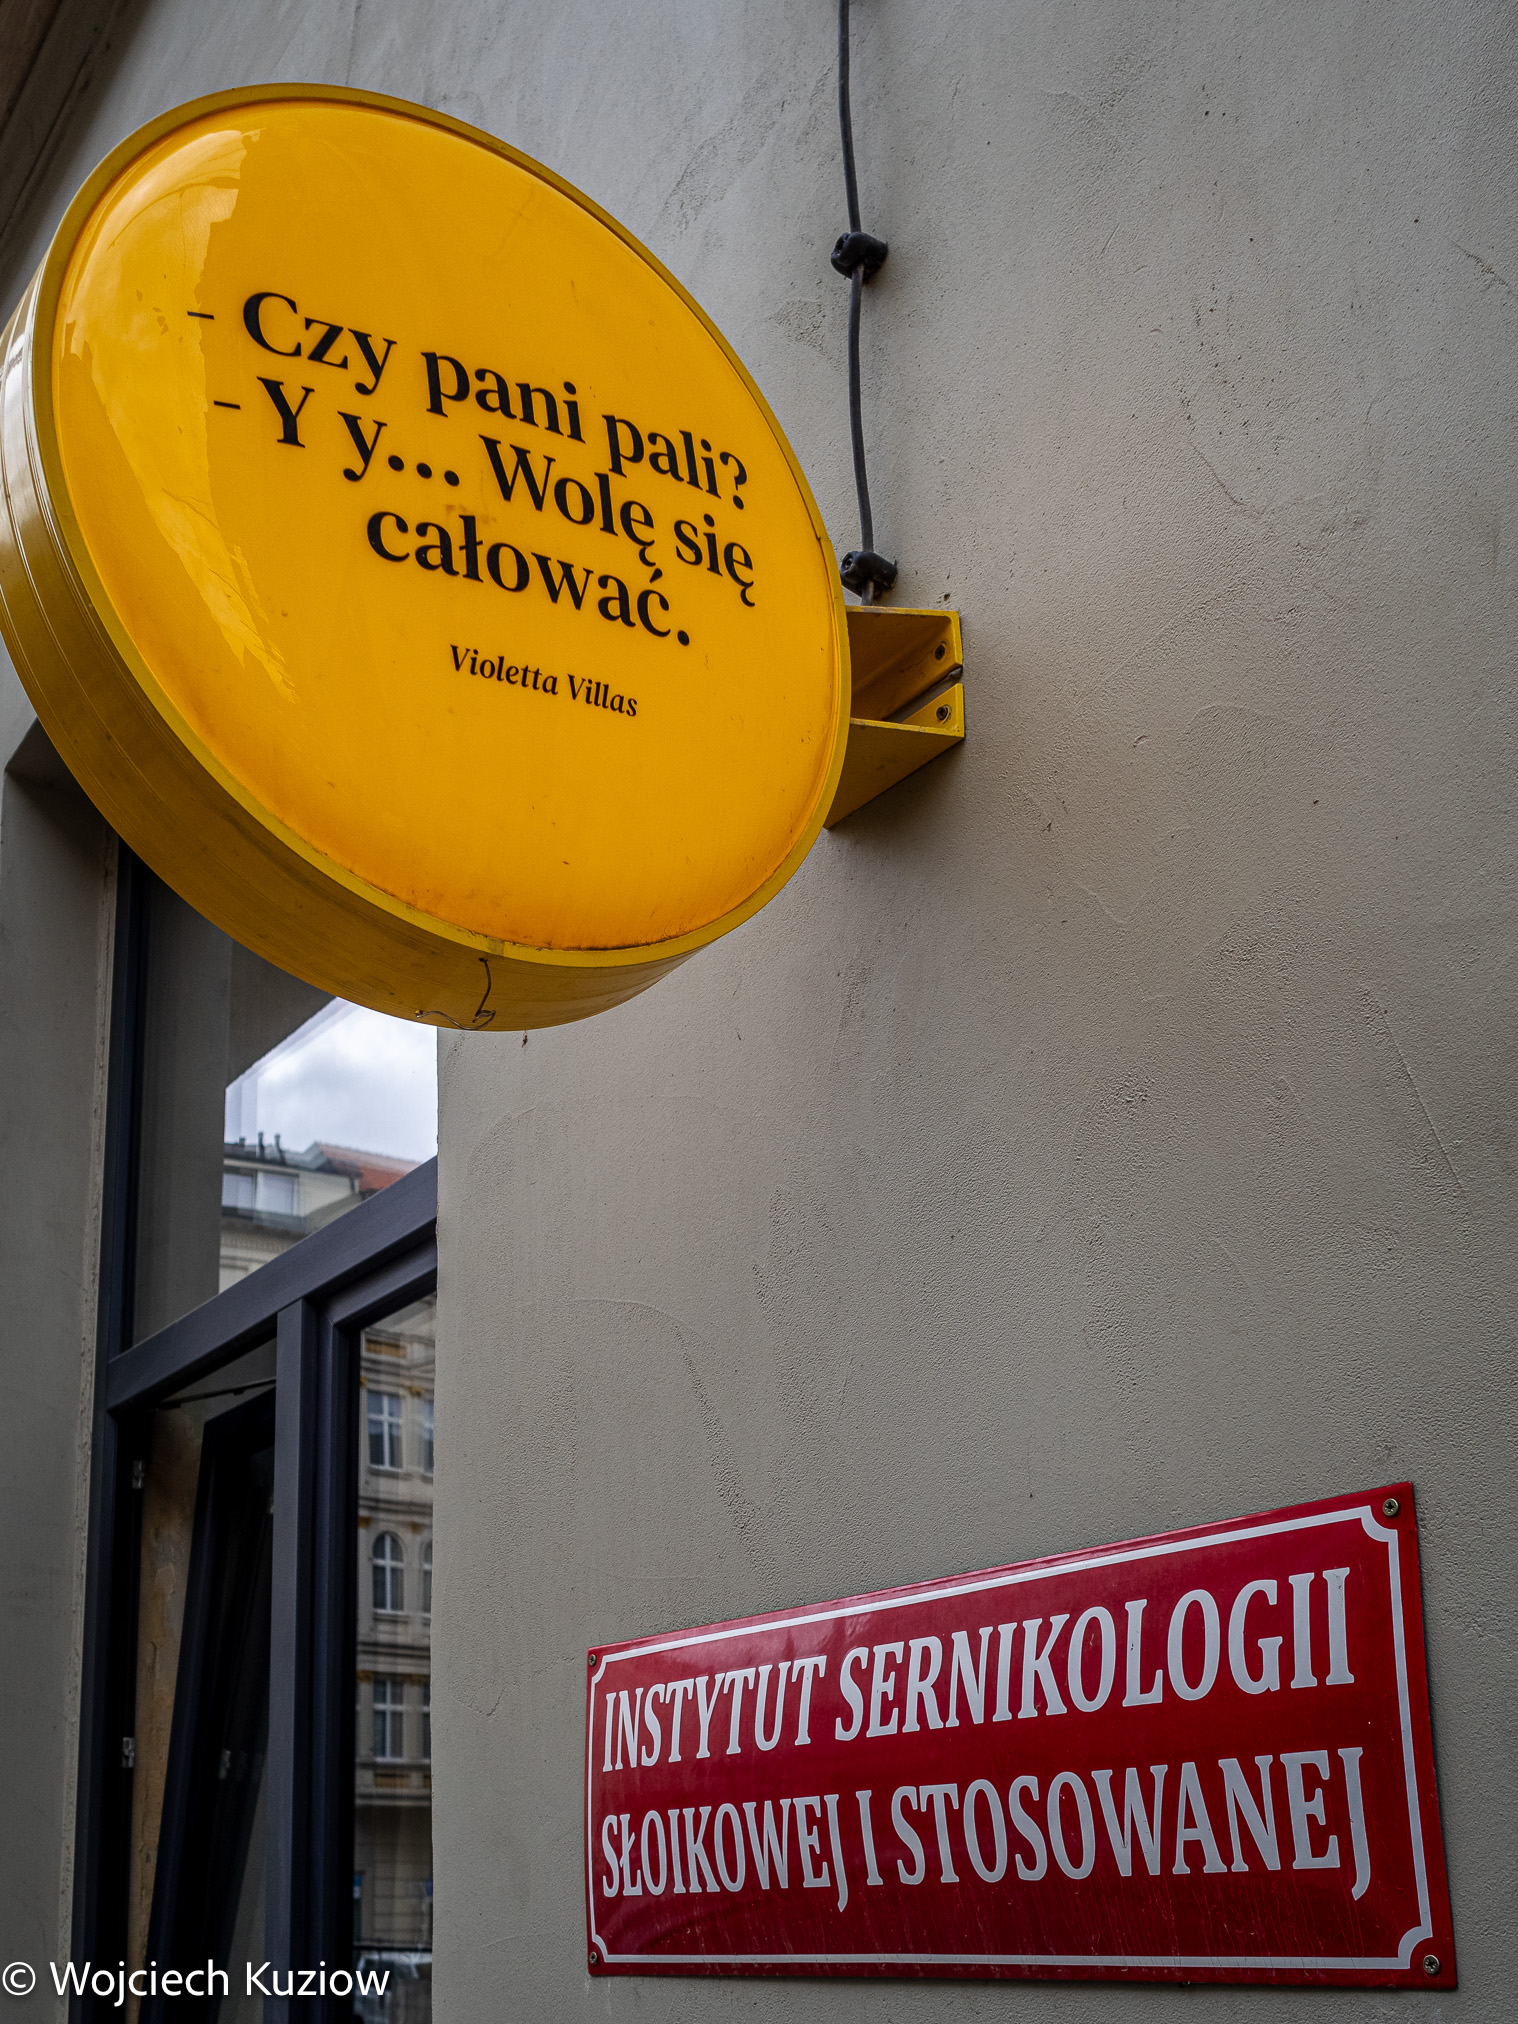 - Czy pani pali?
- Y y... Wolę się
całować.
Violetta Villas
INSTYTUT SERNIKOLOGII
SŁOIKOWEJ I STOSOWANEJ
© Wojciech Kuziow